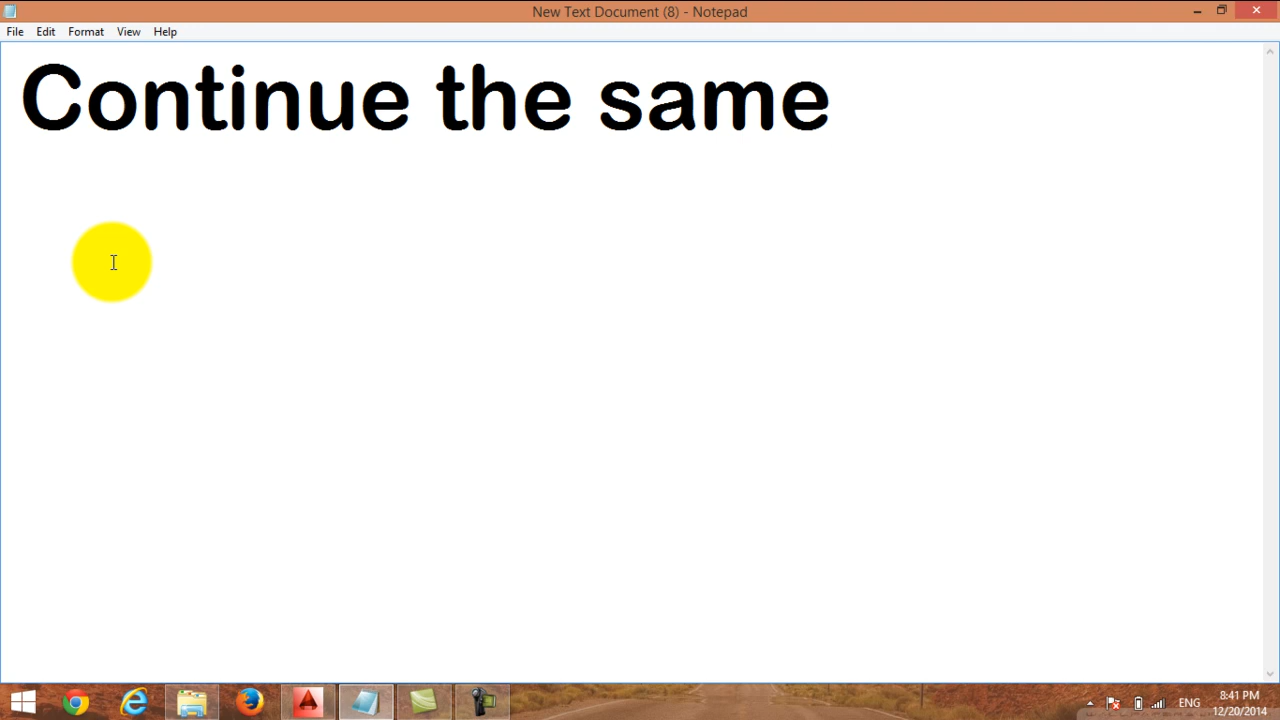 New Text Document (8) - Notepad
File Edit Format View Help
Continue the same
ENG
8:41 PM
12/20/2014